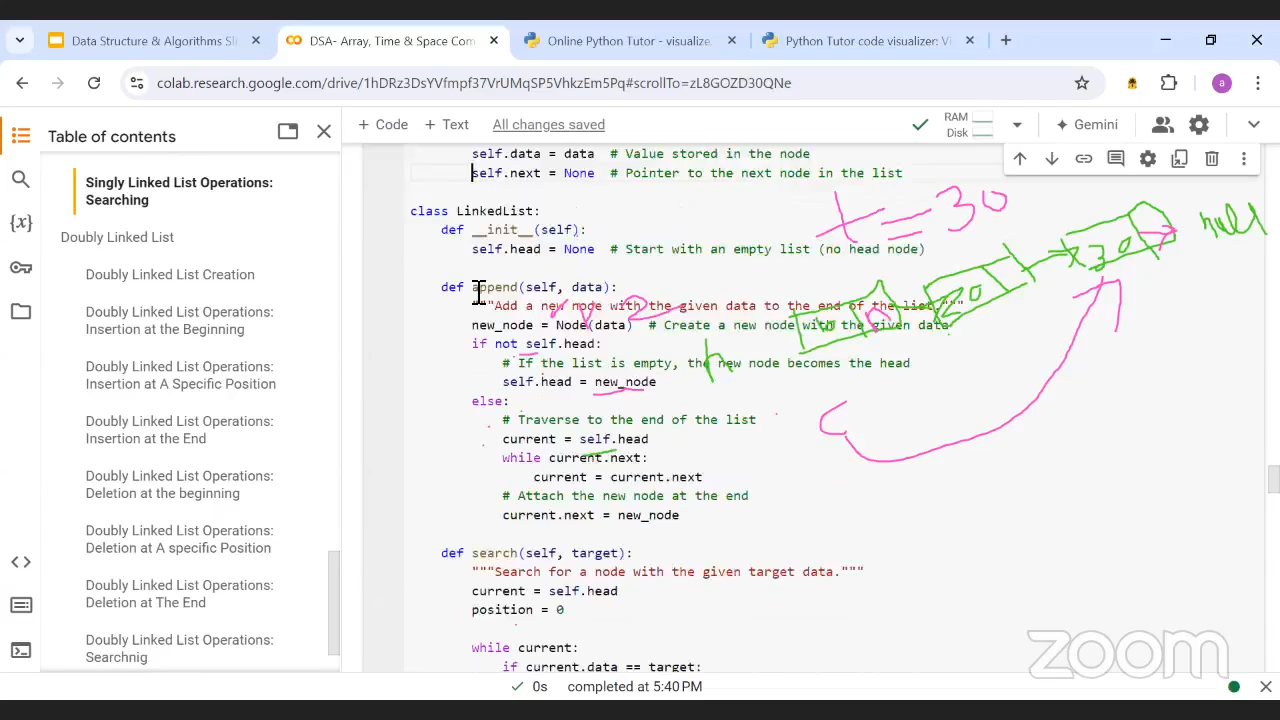 Data Structure & Algorithms Sli
DSA- Array, Time & Space Com
Online Python Tutor - visualize
Python Tutor code visualizer: Vi
colab.research.google.com/drive/1hDRz3DsYVfmpf37VrUMqSP5VhkzEm5Pq#scrollTo=zL8GOZD30QNe
a
Table of contents
+ Code + Text All changes saved
RAM
Disk
Gemini
Singly Linked List Operations:
Searching
Doubly Linked List
Doubly Linked List Creation
Doubly Linked List Operations:
Insertion at the Beginning
Doubly Linked List Operations:
Insertion at A Specific Position
Doubly Linked List Operations:
Insertion at the End
Doubly Linked List Operations:
Deletion at the beginning
Doubly Linked List Operations:
Deletion at A specific Position
Doubly Linked List Operations:
Deletion at The End
Doubly Linked List Operations:
Searchnig
self.data = data # Value stored in the node
self.next = None # Pointer to the next node in the list
class LinkedList:
def __init__(self):
self.head = None # Start with an empty list (no head node)
def append(self, data):
"""Add a new node with the given data to the end of the list."""
new_node = Node(data) # Create a new node with the given data
if not self.head:
# If the list is empty, the new node becomes the head
self.head = new_node
else:
# Traverse to the end of the list
current = self.head
while current.next:
current = current.next
# Attach the new node at the end
current.next = new_node
def search(self, target):
"""Search for a node with the given target data."""
current = self.head
position = 0
while current:
if current.data == target:
t = 30
null
20
30
h
zoom
0s completed at 5:40 PM